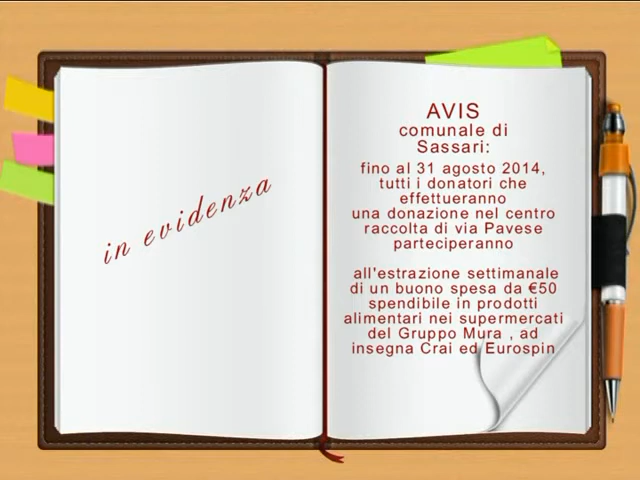 in evidenza
AVIS
comunale di
Sassari:
fino al 31 agosto 2014,
tutti i donatori che
effettueranno
una donazione nel centro
raccolta di via Pavese
parteciperanno
all'estrazione settimanale
di un buono spesa da €50
spendibile in prodotti
alimentari nei supermercati
del Gruppo Mura , ad
insegna Crai ed Eurospin